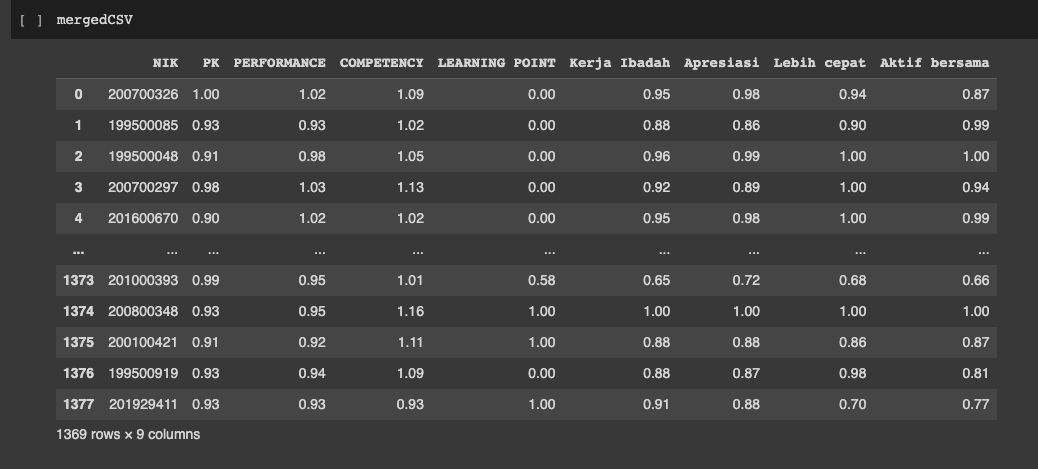 [ ] mergedCSV
NIK PK PERFORMANCE COMPETENCY LEARNING POINT Kerja Ibadah Apresiasi Lebih cepat Aktif bersama
0 200700326 1.00 1.02 1.09 0.00 0.95 0.98 0.94 0.87
1 199500085 0.93 0.93 1.02 0.00 0.88 0.86 0.90 0.99
2 199500048 0.91 0.98 1.05 0.00 0.96 0.99 1.00 1.00
3 200700297 0.98 1.03 1.13 0.00 0.92 0.89 1.00 0.94
4 201600670 0.90 1.02 1.02 0.00 0.95 0.98 1.00 0.99
... ... ... ... ... ... ... ... ... ...
1373 201000393 0.99 0.95 1.01 0.58 0.65 0.72 0.68 0.66
1374 200800348 0.93 0.95 1.16 1.00 1.00 1.00 1.00 1.00
1375 200100421 0.91 0.92 1.11 1.00 0.88 0.88 0.86 0.87
1376 199500919 0.93 0.94 1.09 0.00 0.88 0.87 0.98 0.81
1377 201929411 0.93 0.93 0.93 1.00 0.91 0.88 0.70 0.77
1369 rows × 9 columns